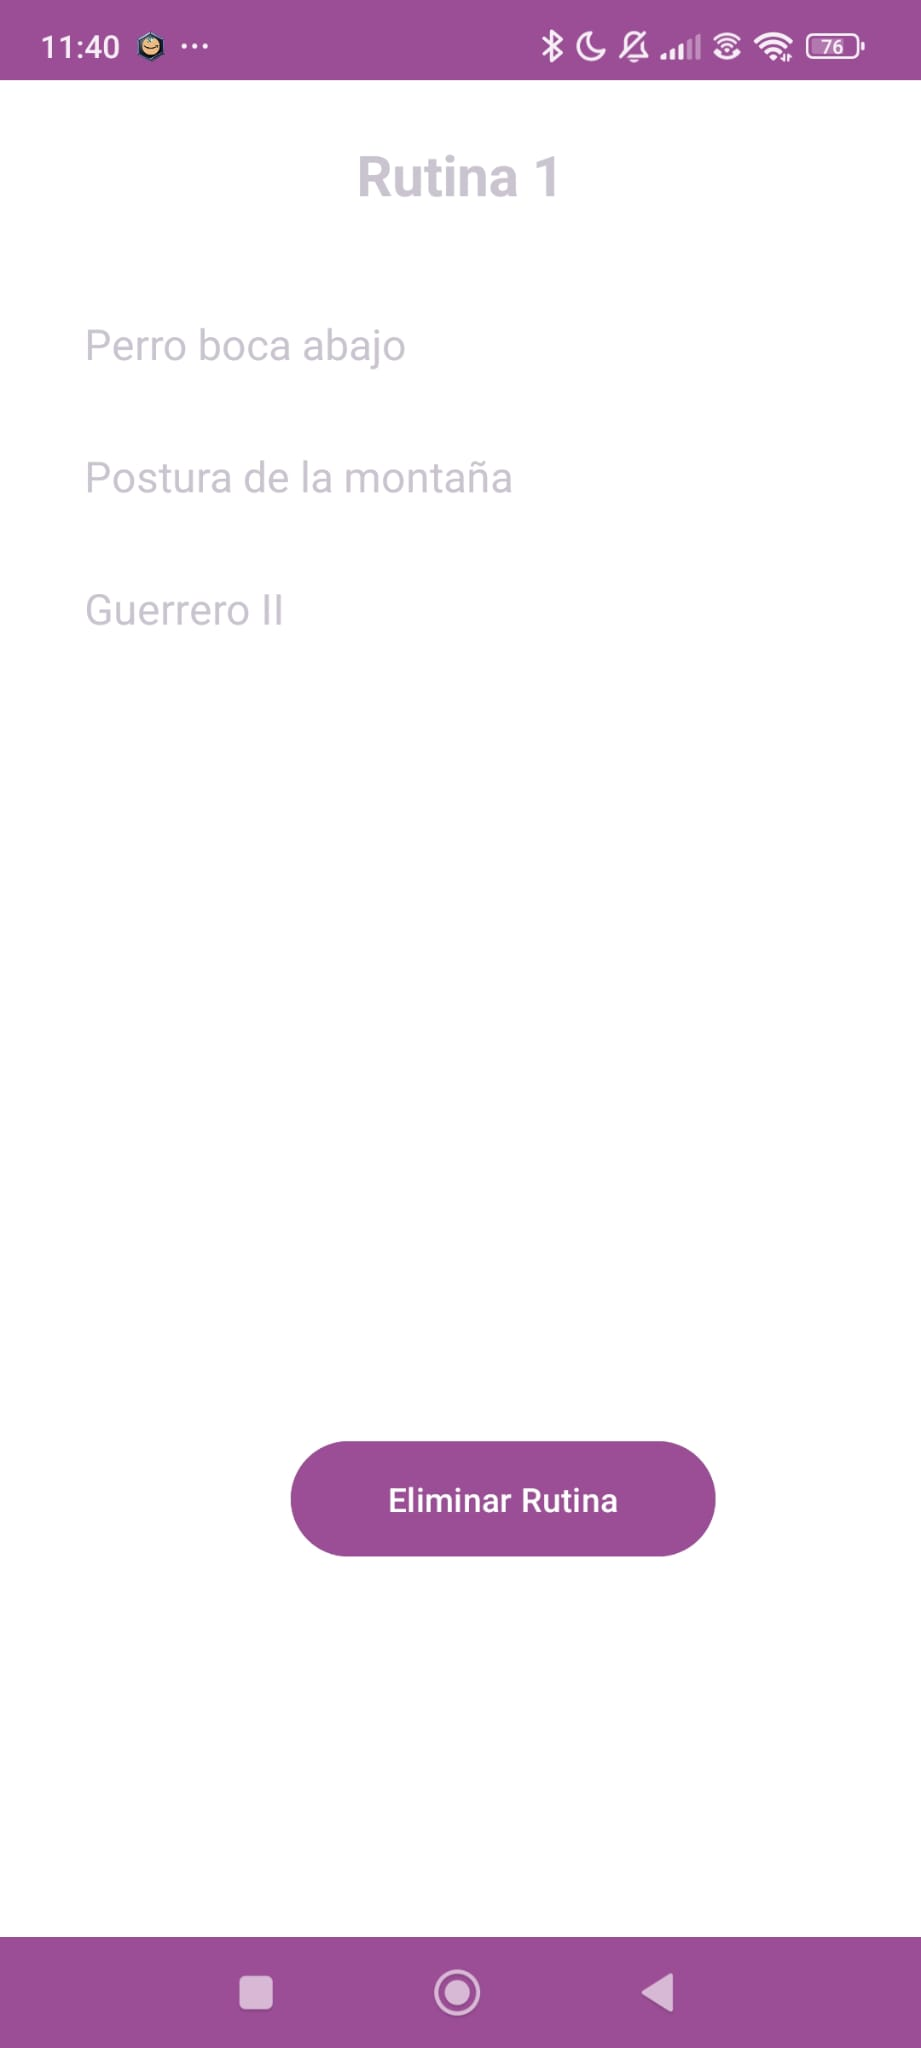 11:40
76
Rutina 1
Perro boca abajo
Postura de la montaña
Guerrero II
Eliminar Rutina